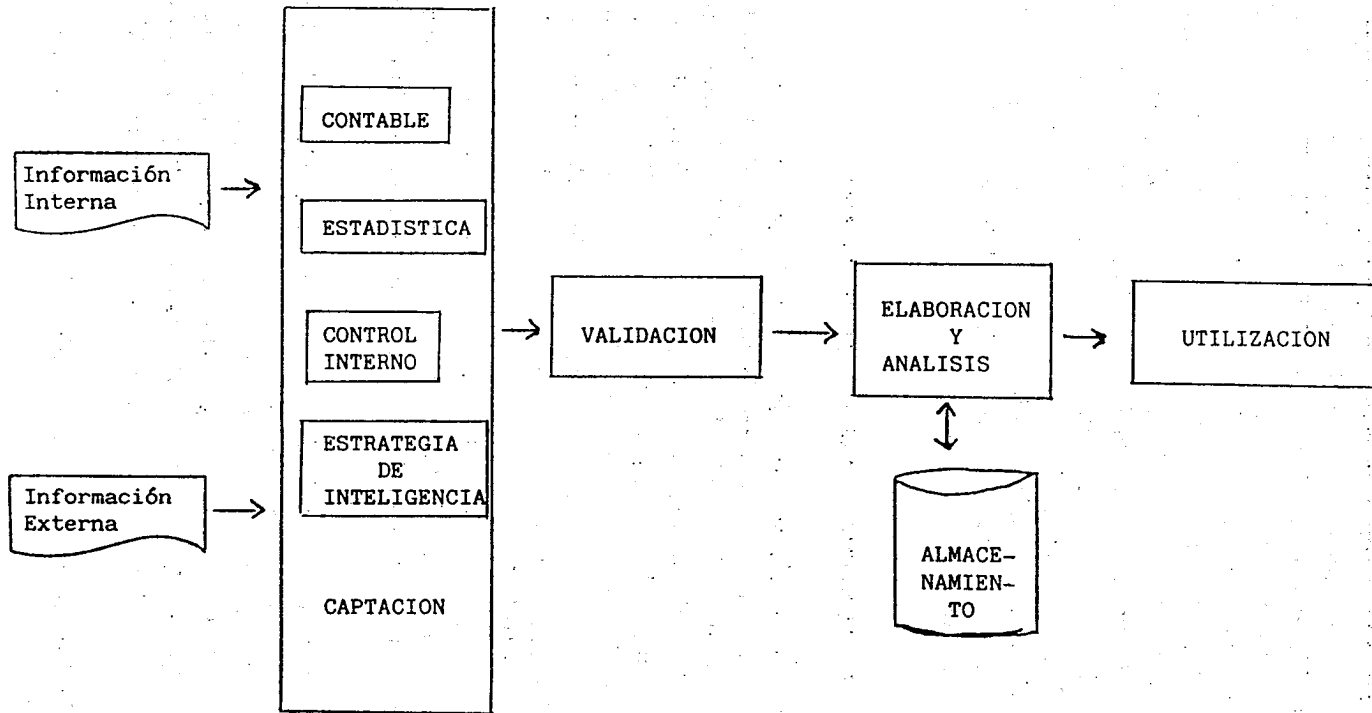 CONTABLE
Información
Interna
ESTADISTICA
CONTROL
INTERNO
VALIDACION
ELABORACION
Y
ANALISIS
UTILIZACION
ESTRATEGIA
DE
INTELIGENCIA
Información
Externa
ALMACE-
NAMIEN-
TO
CAPTACION